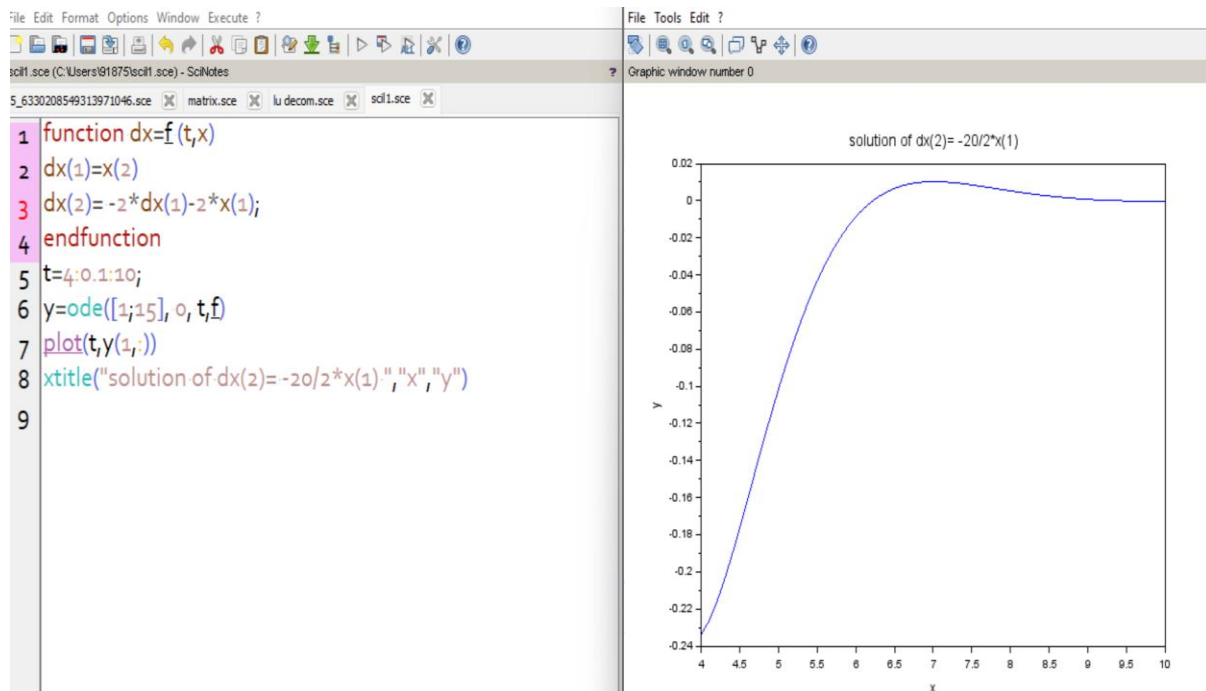 File Edit Format Options Window Execute ?
scil1.sce (C:\Users\91875\scil1.sce) - SciNotes
?
5_6330208549313971046.sce matrix.sce lu decom.sce scil1.sce
1 function dx=f (t,x)
2 dx(1)=x(2)
3 dx(2)= -2*dx(1)-2*x(1);
4 endfunction
5 t=4:0.1:10;
6 y=ode([1;15], 0, t,f)
7 plot(t,y(1,:))
8 xtitle("solution of dx(2)= -20/2*x(1) ","x","y")
9
File Tools Edit ?
Graphic window number 0
solution of dx(2)= -20/2*x(1)
0.02
0
-0.02
-0.04
-0.06
-0.08
-0.1
-0.12
-0.14
-0.16
-0.18
-0.2
-0.22
-0.24
y
4 4.5 5 5.5 6 6.5 7 7.5 8 8.5 9 9.5 10
x